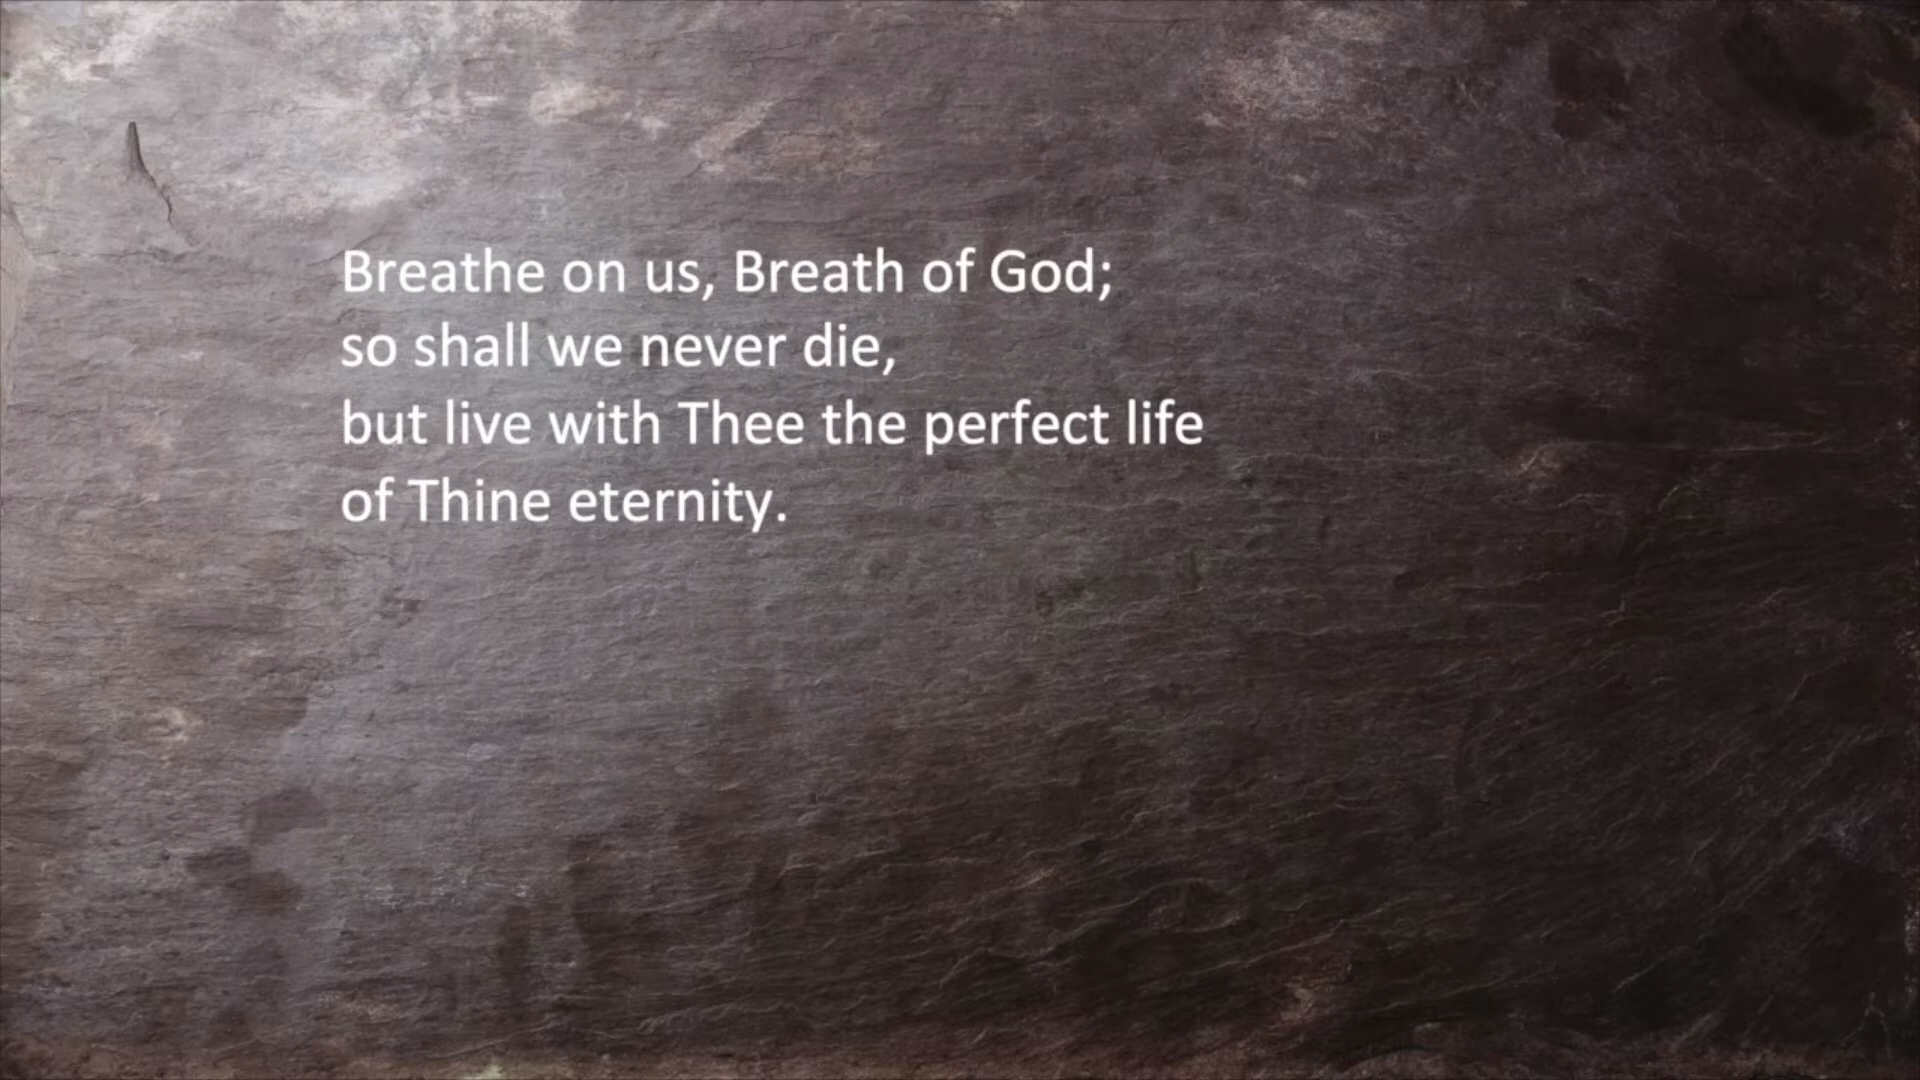 Breathe on us, Breath of God;
so shall we never die,
but live with Thee the perfect life
of Thine eternity.